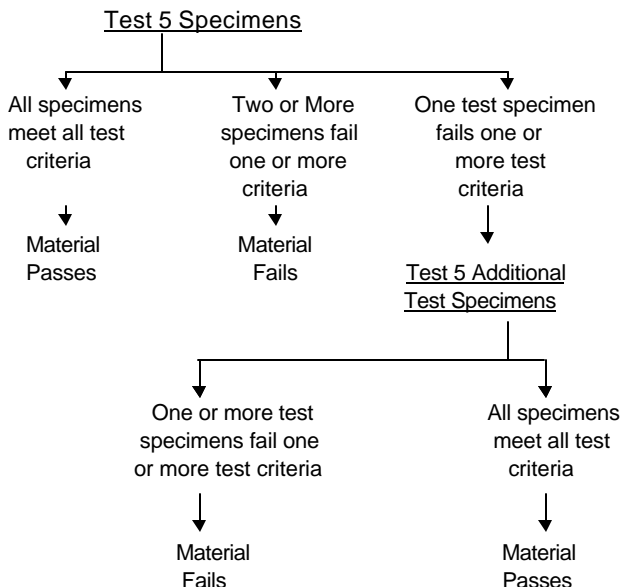 Test 5 Specimens
All specimens
meet all test
criteria
Two or More
specimens fail
one or more
criteria
One test specimen
fails one or
more test
criteria
Material
Passes
Material
Fails
Test 5 Additional
Test Specimens
One or more test
specimens fail one
or more test criteria
All specimens
meet all test
criteria
Material
Fails
Material
Passes